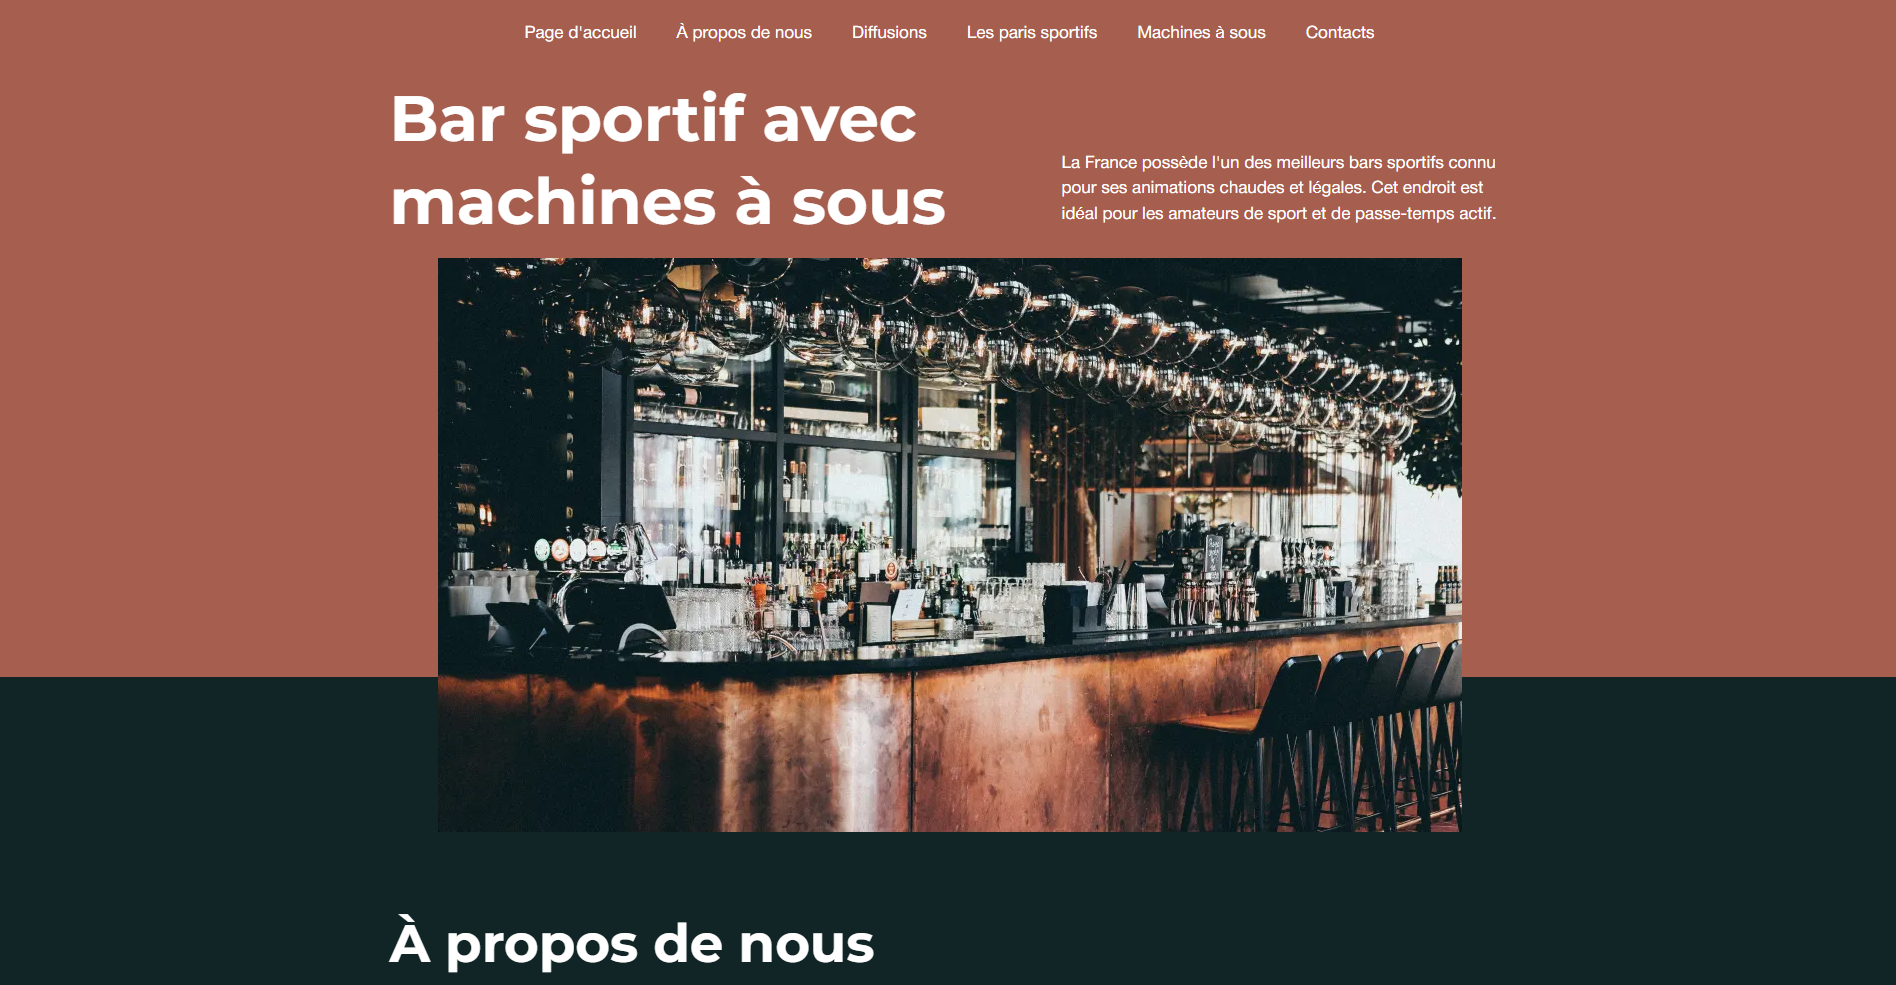 Page d'accueil À propos de nous Diffusions Les paris sportifs Machines à sous Contacts
Bar sportif avec
machines à sous
La France possède l'un des meilleurs bars sportifs connu
pour ses animations chaudes et légales. Cet endroit est
idéal pour les amateurs de sport et de passe-temps actif.
À propos de nous